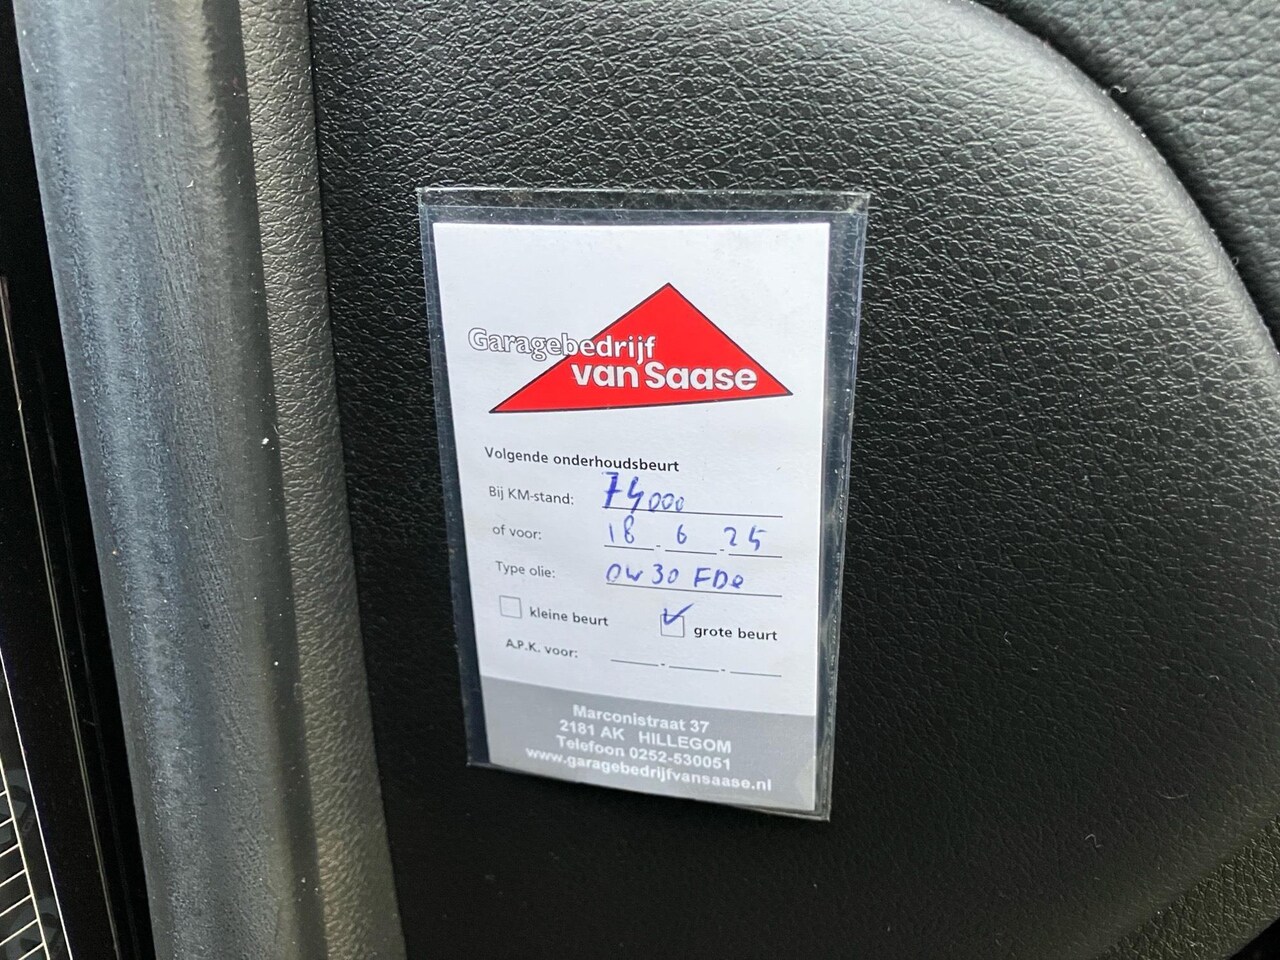 Garagebedrijf
van Saase
Volgende onderhoudsbeurt
Bij KM-stand: 74000
of voor: 18 - 6 - 25
Type olie: 0W30 FDe
kleine beurt grote beurt
A.P.K. voor:
Marconistraat 37
2181 AK HILLEGOM
Telefoon 0252-530051
www.garagebedrijfvansaase.nl